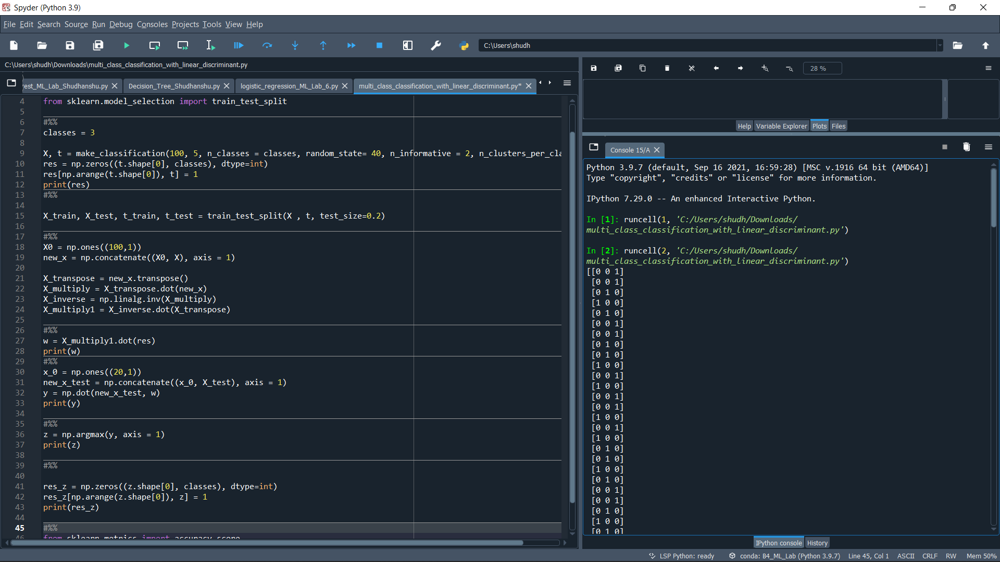 Spyder (Python 3.9)
File Edit Search Source Run Debug Consoles Projects Tools View Help
C:\Users\shudh
C:\Users\shudh\Downloads\multi_class_classification_with_linear_discriminant.py
28 %
rest_ML_Lab_Shudhanshu.py Decision_Tree_Shudhanshu.py logistic_regression_ML_Lab_6.py multi_class_classification_with_linear_discriminant.py*
4 from sklearn.model_selection import train_test_split
5
6 #%%
7 classes = 3
8
9 X, t = make_classification(100, 5, n_classes = classes, random_state= 40, n_informative = 2, n_clusters_per_cla
10 res = np.zeros((t.shape[0], classes), dtype=int)
11 res[np.arange(t.shape[0]), t] = 1
12 print(res)
13 #%%
14
15 X_train, X_test, t_train, t_test = train_test_split(X , t, test_size=0.2)
16
17 #%%
18 X0 = np.ones((100,1))
19 new_x = np.concatenate((X0, X), axis = 1)
20
21 X_transpose = new_x.transpose()
22 X_multiply = X_transpose.dot(new_x)
23 X_inverse = np.linalg.inv(X_multiply)
24 X_multiply1 = X_inverse.dot(X_transpose)
25
26 #%%
27 w = X_multiply1.dot(res)
28 print(w)
29 #%%
30 x_0 = np.ones((20,1))
31 new_x_test = np.concatenate((x_0, X_test), axis = 1)
32 y = np.dot(new_x_test, w)
33 print(y)
34
35 #%%
36 z = np.argmax(y, axis = 1)
37 print(z)
38
39 #%%
40
41 res_z = np.zeros((z.shape[0], classes), dtype=int)
42 res_z[np.arange(z.shape[0]), z] = 1
43 print(res_z)
44
45 #%%
46 from sklearn.metrics import accuracy_score
Help Variable Explorer Plots Files
Console 15/A
Python 3.9.7 (default, Sep 16 2021, 16:59:28) [MSC v.1916 64 bit (AMD64)]
Type "copyright", "credits" or "license" for more information.
IPython 7.29.0 -- An enhanced Interactive Python.
In [1]: runcell(1, 'C:/Users/shudh/Downloads/
multi_class_classification_with_linear_discriminant.py')
In [2]: runcell(2, 'C:/Users/shudh/Downloads/
multi_class_classification_with_linear_discriminant.py')
[[0 0 1]
[0 0 1]
[0 1 0]
[1 0 0]
[0 1 0]
[0 0 1]
[0 0 1]
[0 1 0]
[0 1 0]
[1 0 0]
[0 0 1]
[1 0 0]
[0 0 1]
[0 0 1]
[1 0 0]
[0 0 1]
[1 0 0]
[0 1 0]
[0 1 0]
[1 0 0]
[0 1 0]
[0 0 1]
[0 0 1]
[0 1 0]
[1 0 0]
[0 1 0]
IPython console History
LSP Python: ready conda: B4_ML_Lab (Python 3.9.7) Line 45, Col 1 ASCII CRLF RW Mem 50%